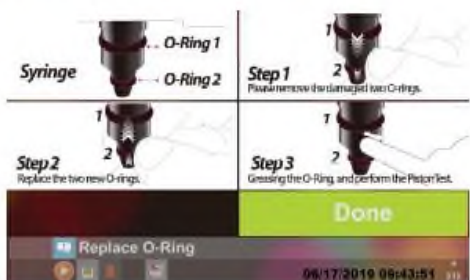 Syringe
O-Ring 1
O-Ring 2
1
2
Step 1
Please remove the damaged two O-rings.
1
2
Step 2
Replace the two new O-rings.
1
2
Step 3
Greasing the O-Ring, and perform the PistonTest.
Done
Replace O-Ring
06/17/2019 09:43:51